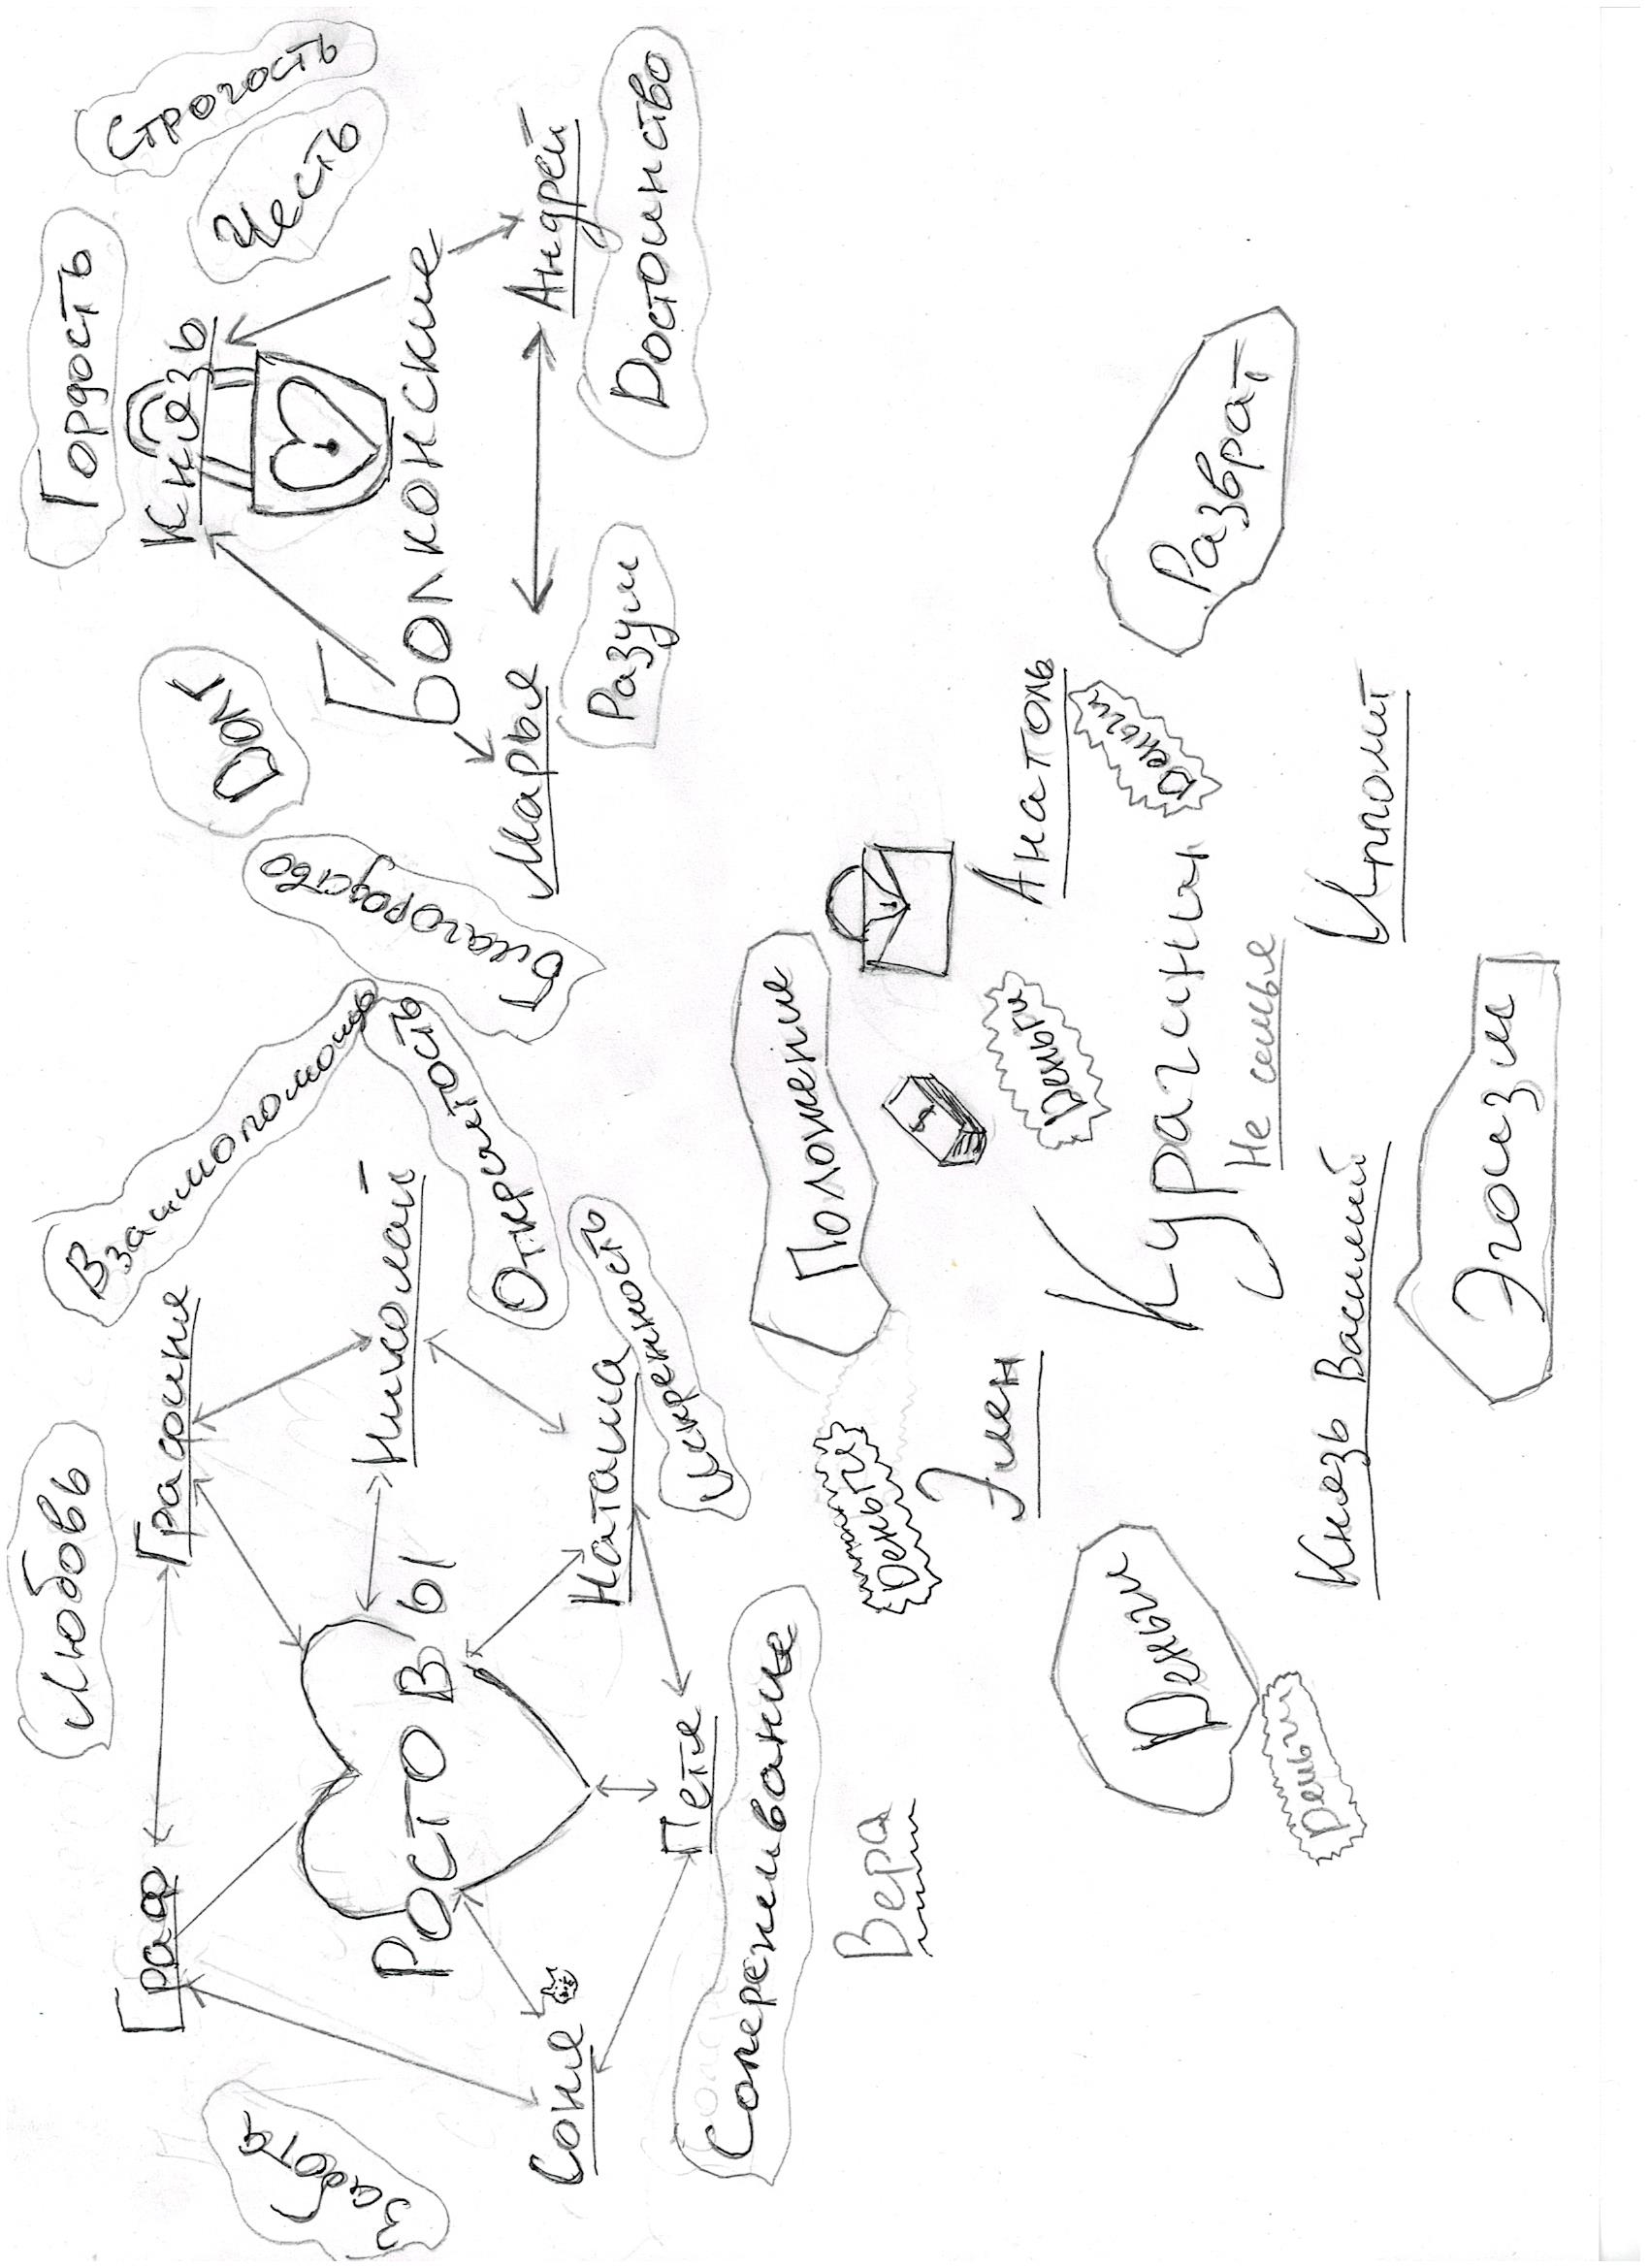 Любовь
Граф
Графиня
Взаимопомощь
Забота
РОСТОВЫ
Николай
Открытость
Соня
Наташа
Искренность
Петя
Сопереживание
Вера
Гордость
Князь
Строгость
Честь
Долг
Благородство
Болконские
Марья
Андрей
Разум
Достоинство
Положение
Деньги
Элен
$
Деньги
Анатоль
Деньги
Деньги
Курагины
Не семья
Разврат
Деньги
Князь Василий
Ипполит
Эгоизм